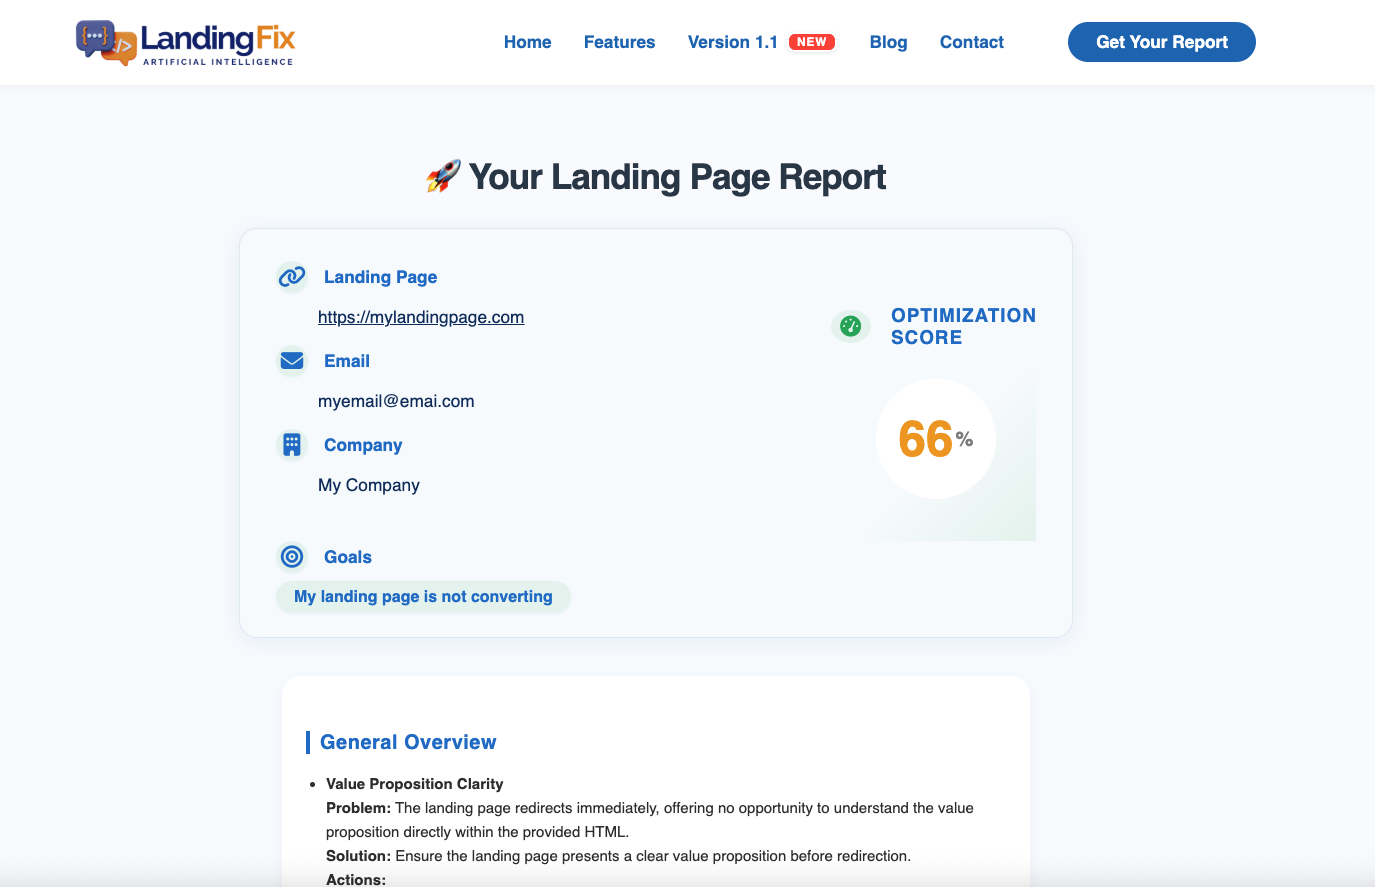 LandingFix
ARTIFICIAL INTELLIGENCE
Home
Features
Version 1.1 NEW
Blog
Contact
Get Your Report
Your Landing Page Report
Landing Page
https://mylandingpage.com
Email
myemail@emai.com
Company
My Company
Goals
My landing page is not converting
OPTIMIZATION
SCORE
66%
General Overview
• Value Proposition Clarity
Problem: The landing page redirects immediately, offering no opportunity to understand the value
proposition directly within the provided HTML.
Solution: Ensure the landing page presents a clear value proposition before redirection.
Actions: